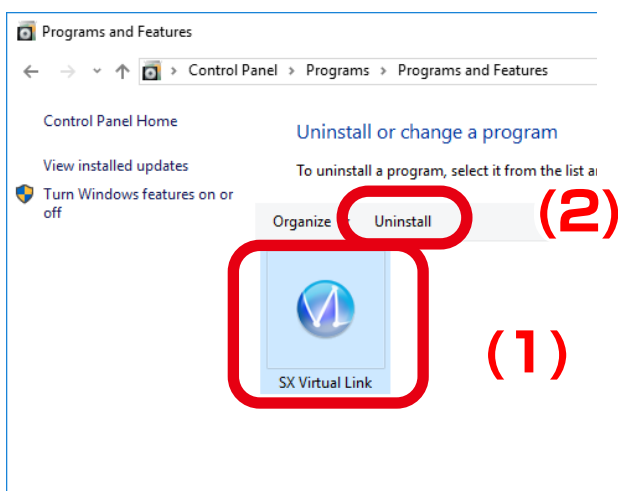 Programs and Features
Control Panel > Programs > Programs and Features
Control Panel Home
Uninstall or change a program
View installed updates
To uninstall a program, select it from the list
Turn Windows features on or
off
Organize
Uninstall
(2)
(1)
SX Virtual Link